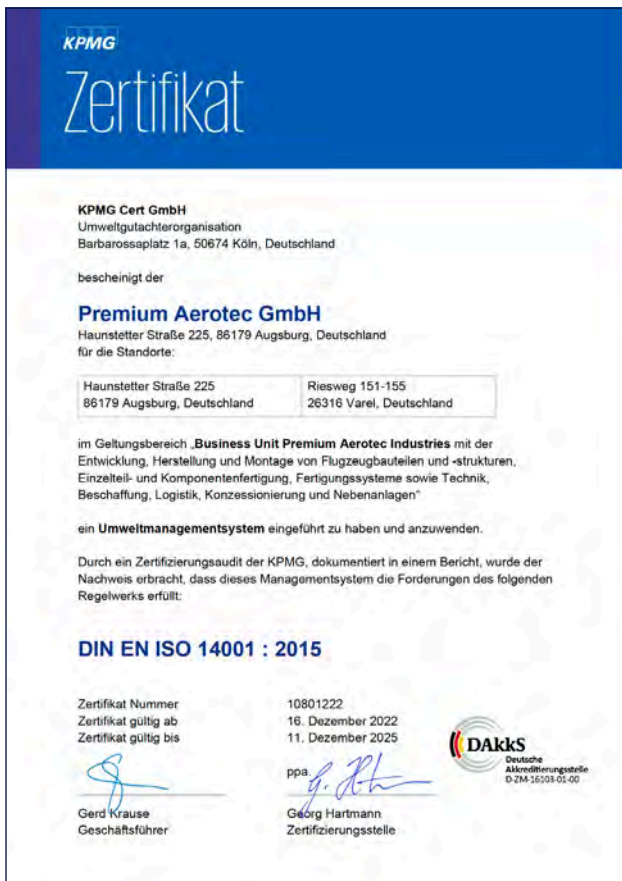 KPMG
Zertifikat
KPMG Cert GmbH
Umweltgutachterorganisation
Barbarossaplatz 1a, 50674 Köln, Deutschland
bescheinigt der
Premium Aerotec GmbH
Haunstetter Straße 225, 86179 Augsburg, Deutschland
für die Standorte:
Haunstetter Straße 225
86179 Augsburg, Deutschland
Riesweg 151-155
26316 Varel, Deutschland
im Geltungsbereich „Business Unit Premium Aerotec Industries mit der
Entwicklung, Herstellung und Montage von Flugzeugbauteilen und -strukturen,
Einzelteil- und Komponentenfertigung, Fertigungssysteme sowie Technik,
Beschaffung, Logistik, Konzessionierung und Nebenanlagen“
ein Umweltmanagementsystem eingeführt zu haben und anzuwenden.
Durch ein Zertifizierungsaudit der KPMG, dokumentiert in einem Bericht, wurde der
Nachweis erbracht, dass dieses Managementsystem die Forderungen des folgenden
Regelwerks erfüllt:
DIN EN ISO 14001 : 2015
Zertifikat Nummer 10801222
Zertifikat gültig ab 16. Dezember 2022
Zertifikat gültig bis 11. Dezember 2025
ppa.
Gerd Krause
Geschäftsführer
Georg Hartmann
Zertifizierungsstelle
DAkkS
Deutsche
Akkreditierungsstelle
D-ZM-16103-01-00